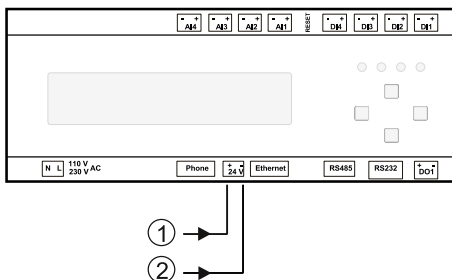 - + - + - + - + RESET - + - + - + - +
AI4 AI3 AI2 AI1 DI4 DI3 DI2 DI1
N L 110 V AC Phone + - Ethernet RS485 RS232 + -
230 V 24 V DO1
1
2